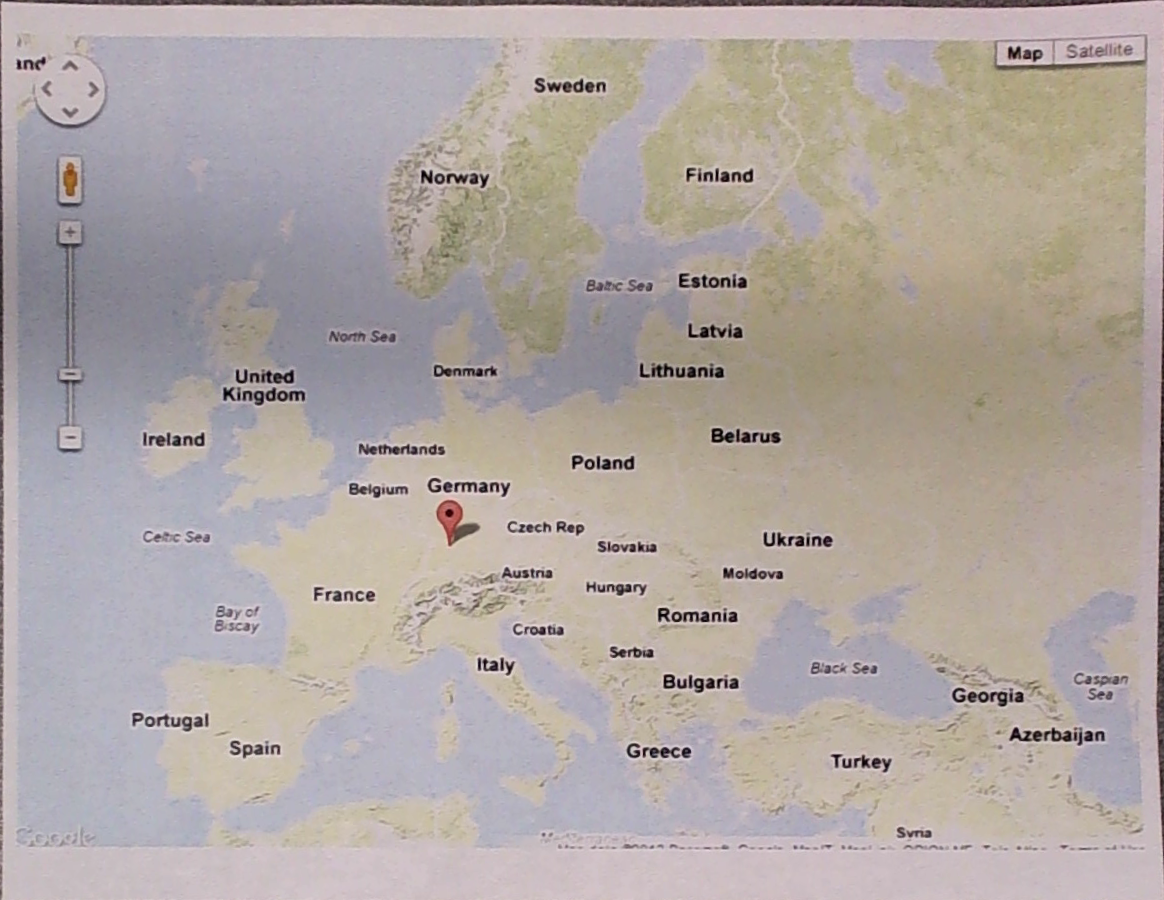 and
Map
Satellite
Sweden
Norway
Finland
Baltic Sea
Estonia
North Sea
Latvia
Denmark
Lithuania
United
Kingdom
Ireland
Netherlands
Belarus
Poland
Belgium
Germany
Celtic Sea
Czech Rep
Slovakia
Ukraine
Austria
Moldova
Hungary
France
Bay of
Biscay
Romania
Croatia
Serbia
Italy
Black Sea
Bulgaria
Caspian
Sea
Georgia
Portugal
Azerbaijan
Spain
Greece
Turkey
Syria
Google